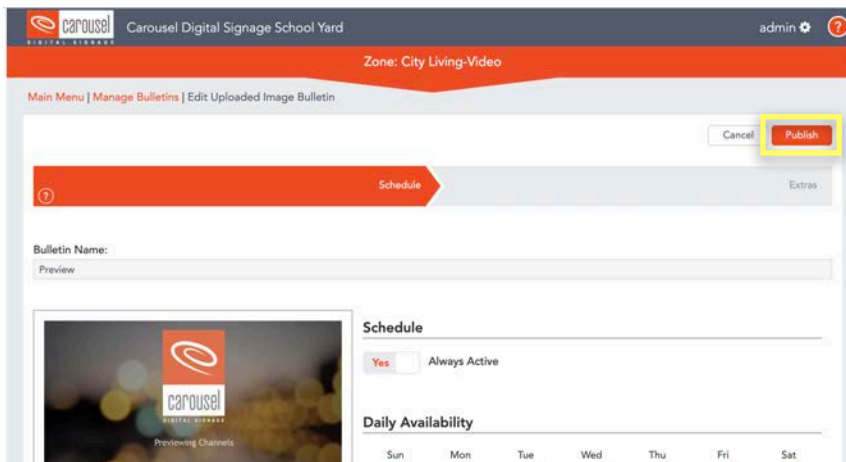 carousel
DIGITAL SIGNAGE
Carousel Digital Signage School Yard
admin
?
Zone: City Living-Video
Main Menu | Manage Bulletins | Edit Uploaded Image Bulletin
Cancel
Publish
?
Schedule
Extras
Bulletin Name:
Preview
carousel
DIGITAL SIGNAGE
Previewing Channels
Schedule
Yes
Always Active
Daily Availability
Sun Mon Tue Wed Thu Fri Sat